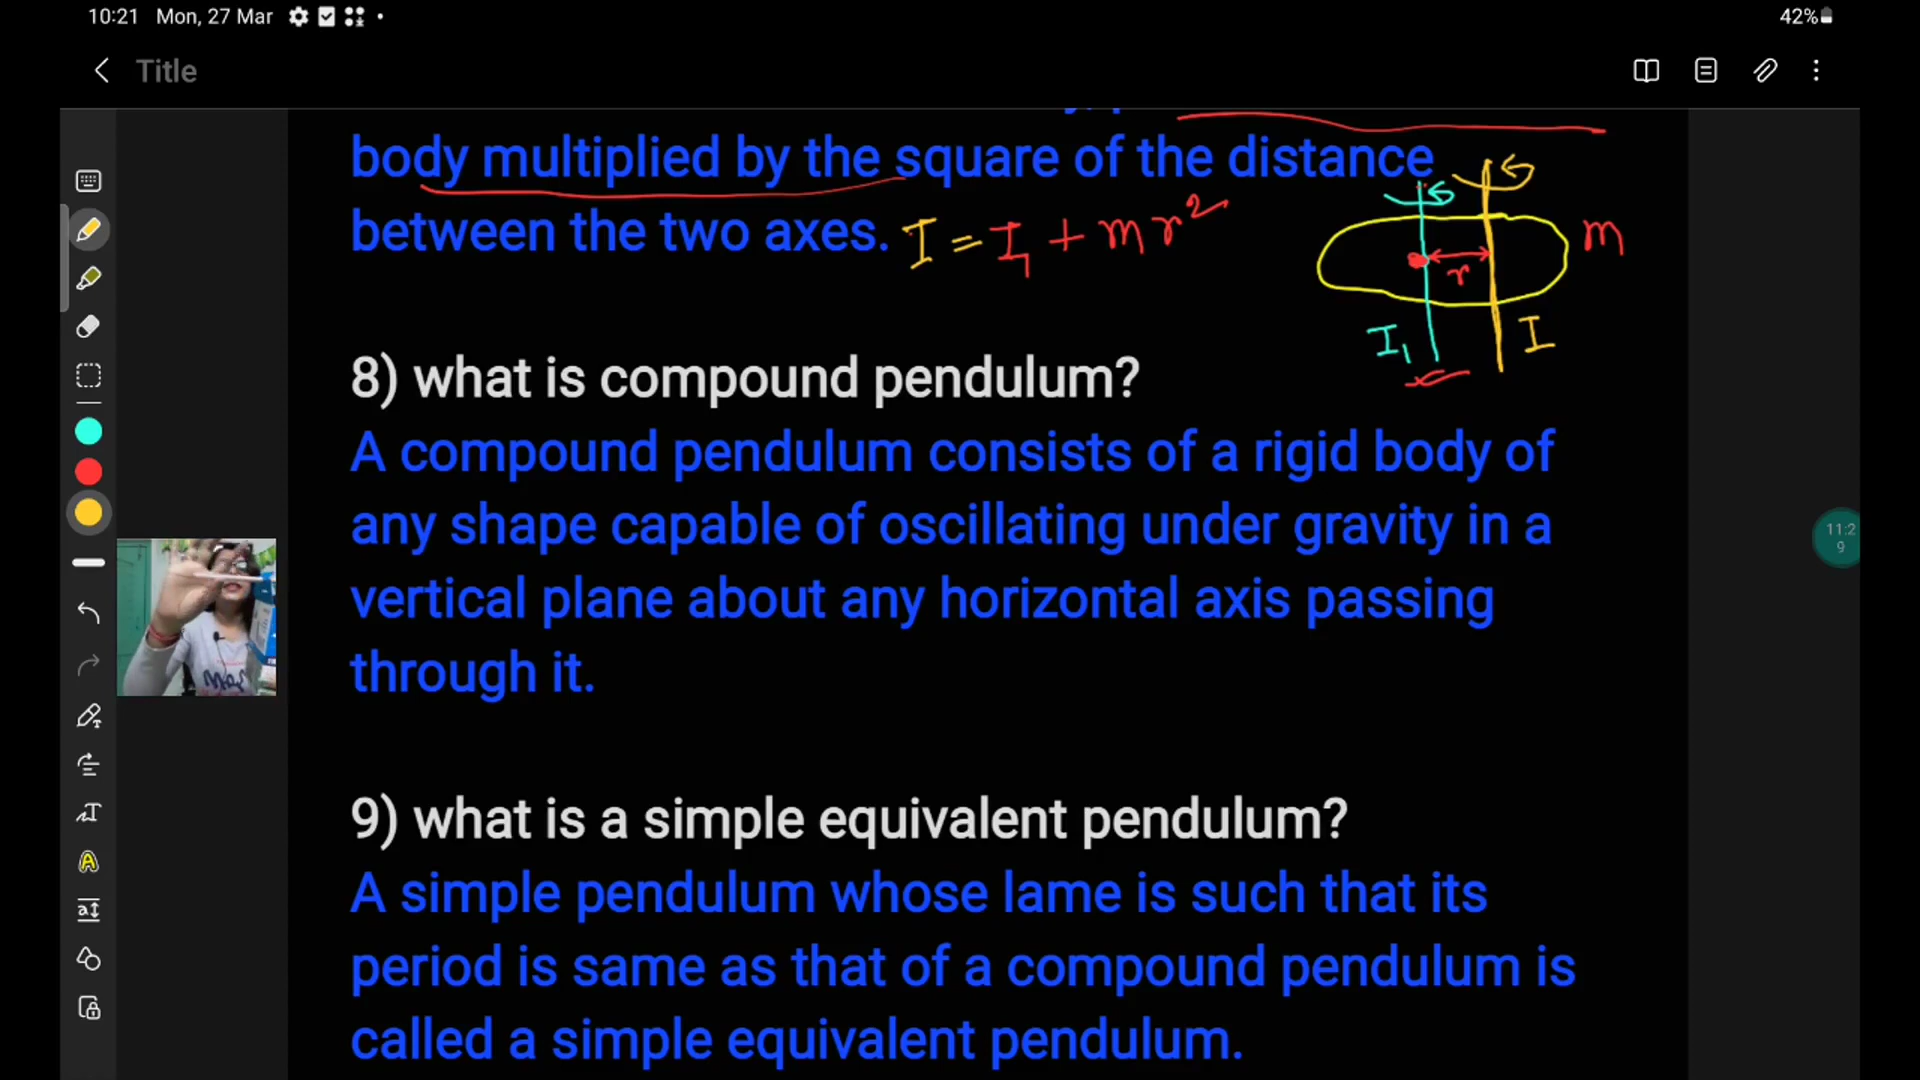 10:21 Mon, 27 Mar
42%
Title
body multiplied by the square of the distance
between the two axes. I = I1 + mr²
m
r
I1
I
8) what is compound pendulum?
A compound pendulum consists of a rigid body of
any shape capable of oscillating under gravity in a
vertical plane about any horizontal axis passing
through it.
11:2
9
9) what is a simple equivalent pendulum?
A simple pendulum whose lame is such that its
period is same as that of a compound pendulum is
called a simple equivalent pendulum.